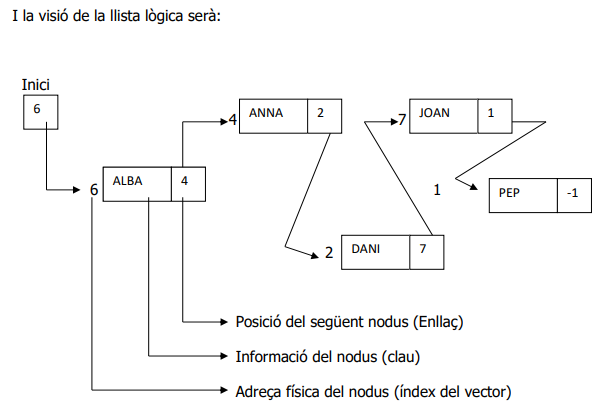 I la visió de la llista lògica serà:
Inici
6
6 ALBA 4
4 ANNA 2
2 DANI 7
7 JOAN 1
1 PEP -1
Posició del següent nodus (Enllaç)
Informació del nodus (clau)
Adreça física del nodus (índex del vector)